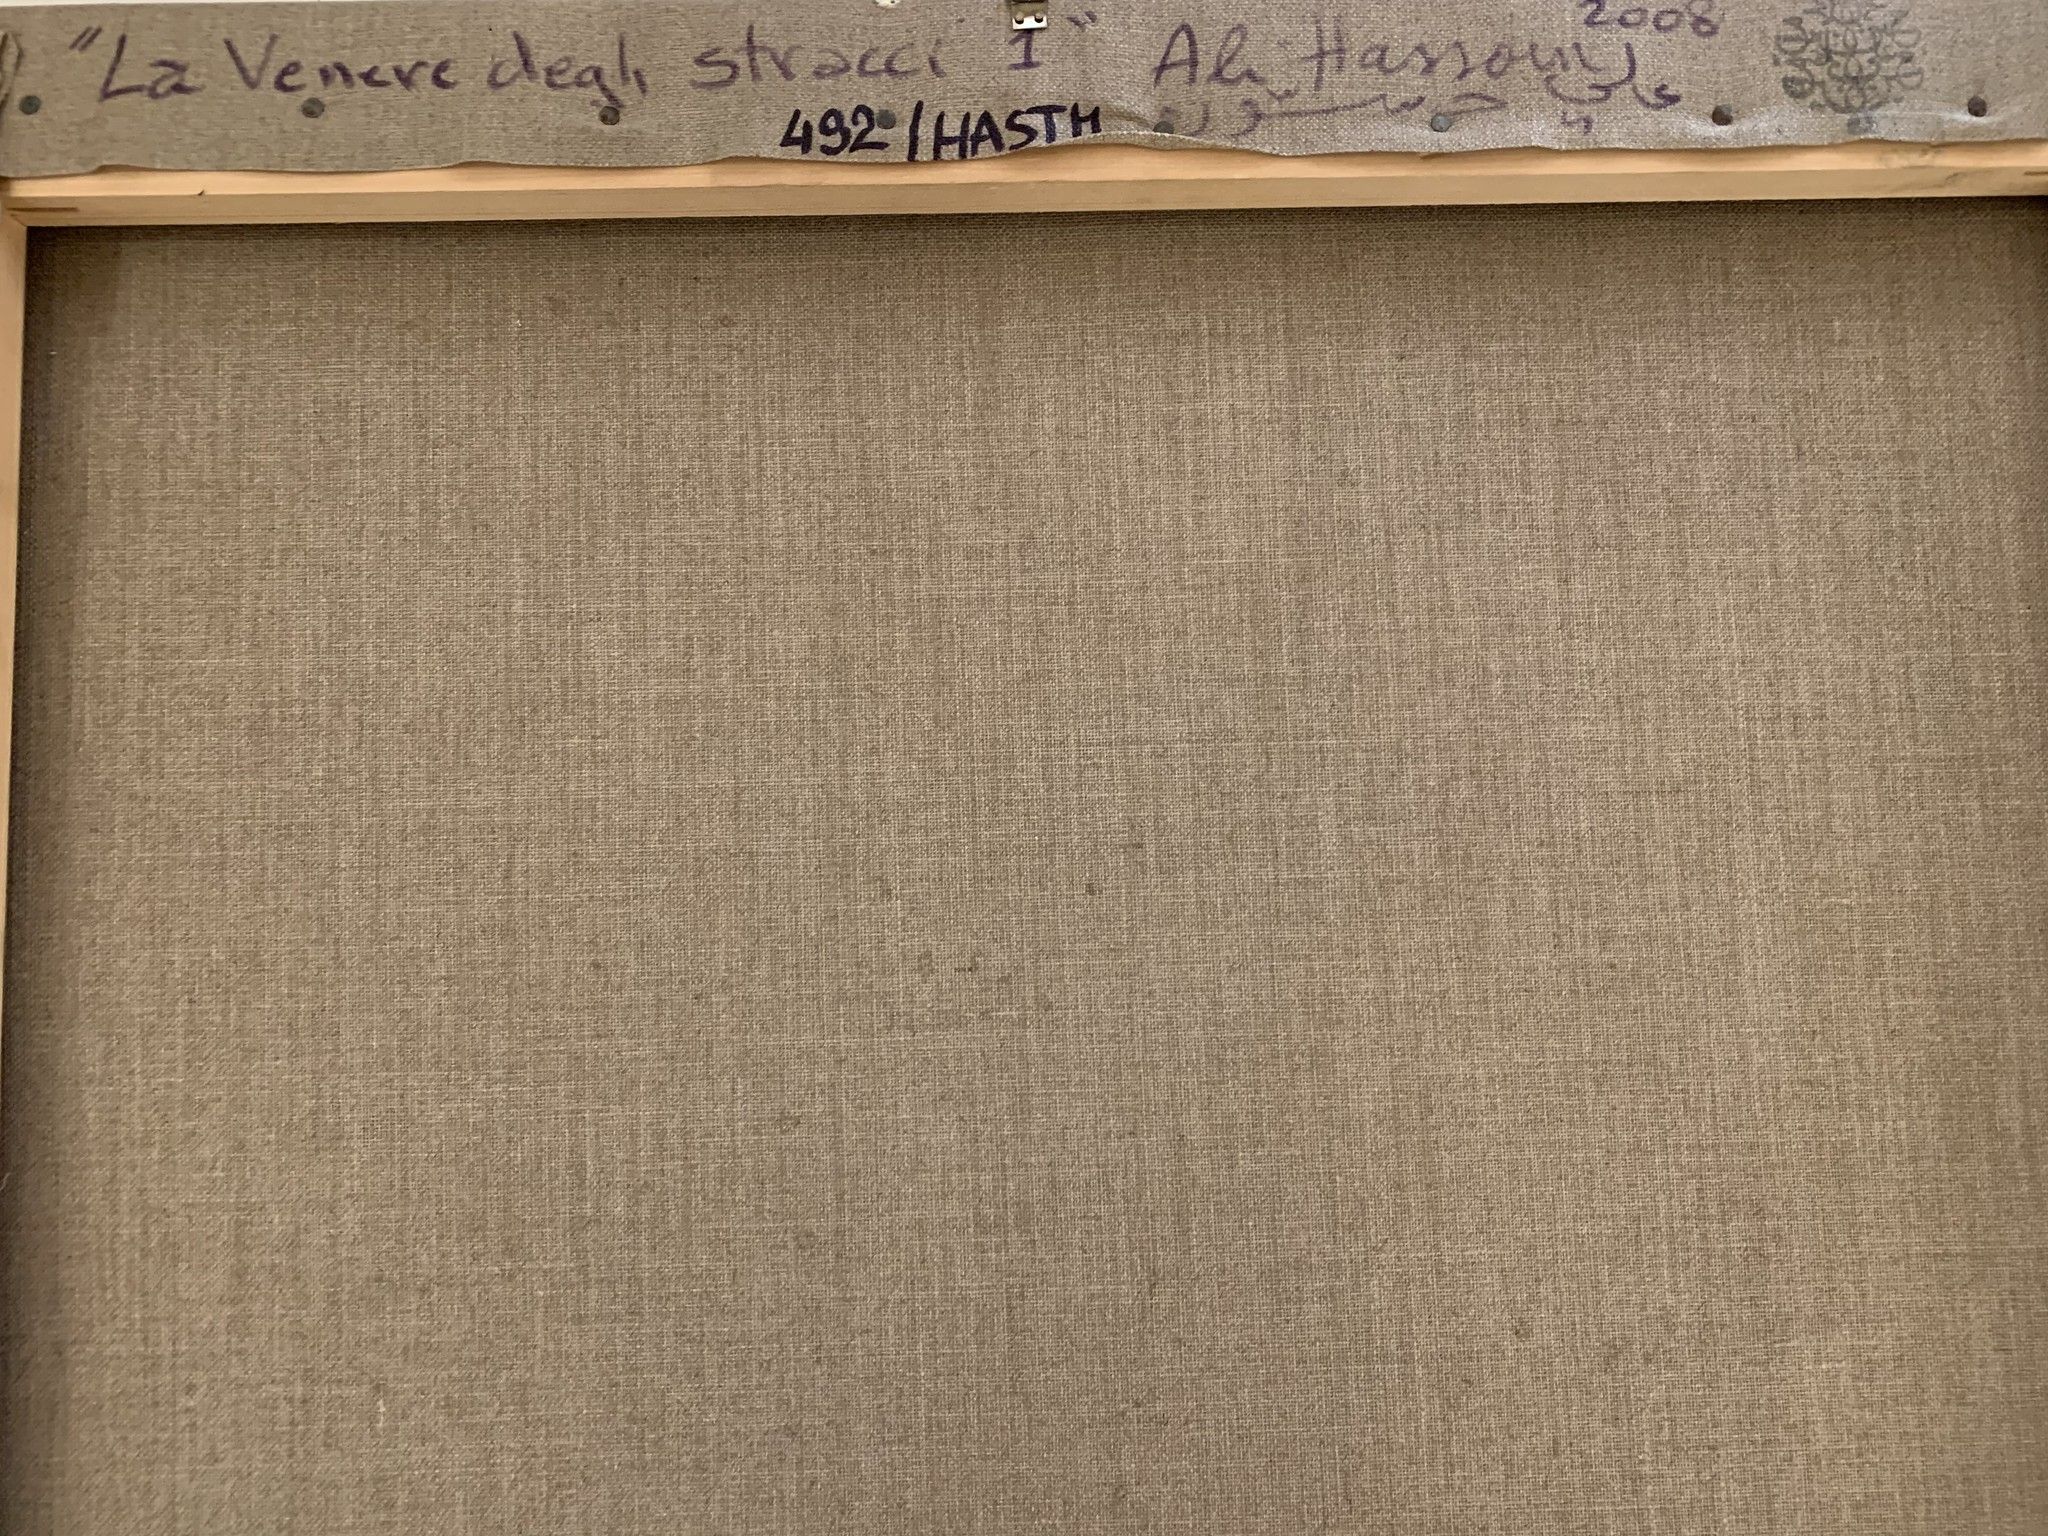 "La Venere degli stracci 1" Ali Hassoun 2008
علي حسون
492/HASTH